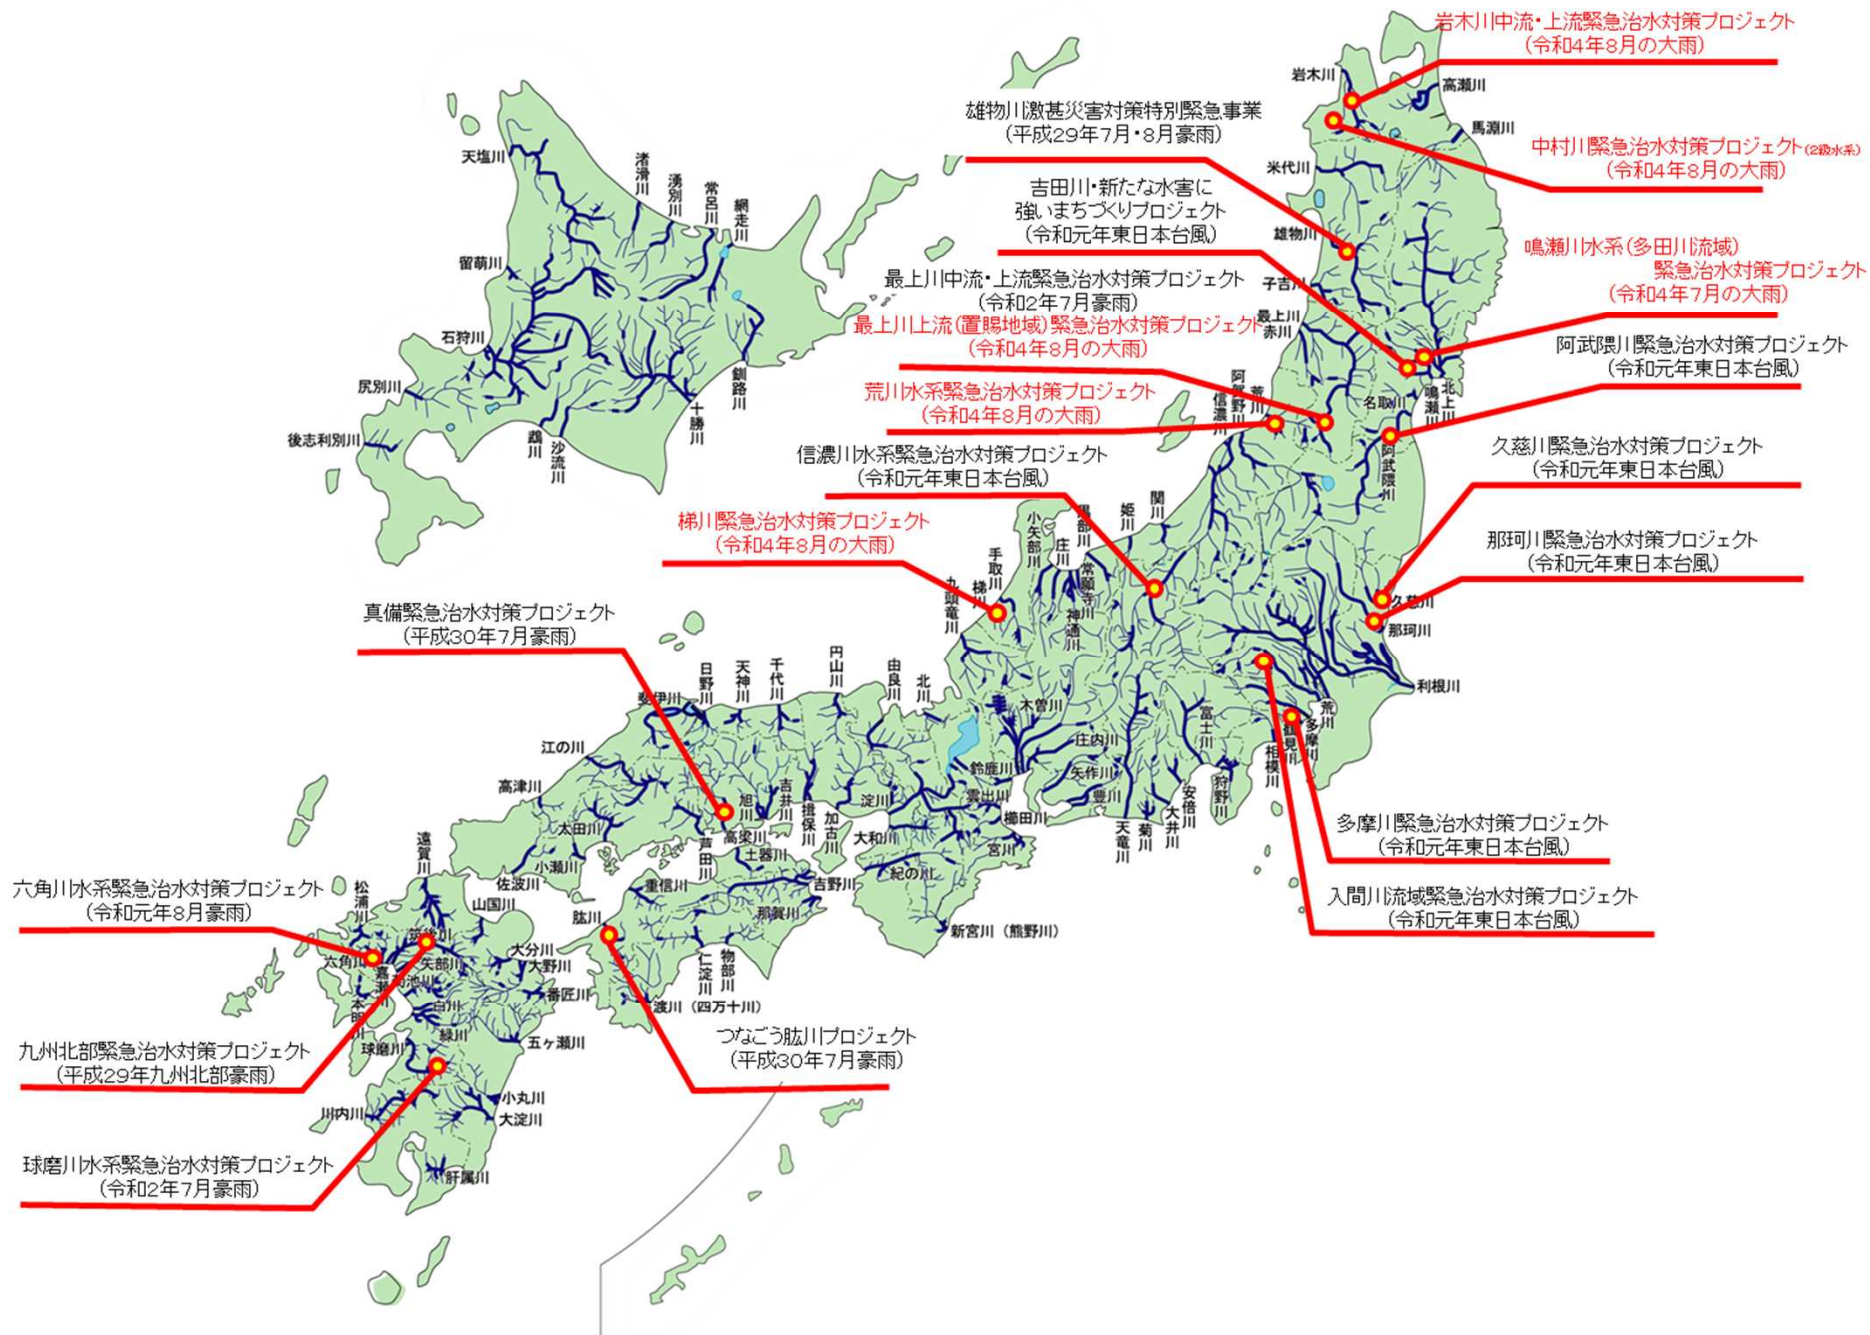 岩木川中流・上流緊急治水対策プロジェクト
(令和4年8月の大雨)
岩木川
高瀬川
馬淵川
雄物川激甚災害対策特別緊急事業
(平成29年7月・8月豪雨)
中村川緊急治水対策プロジェクト(2級水系)
(令和4年8月の大雨)
米代川
吉田川・新たな水害に
強いまちづくりプロジェクト
(令和元年東日本台風)
雄物川
鳴瀬川水系(多田川流域)
緊急治水対策プロジェクト
(令和4年7月の大雨)
子吉川
最上川中流・上流緊急治水対策プロジェクト
(令和2年7月豪雨)
最上川
赤川
最上川上流(置賜地域)緊急治水対策プロジェクト
(令和4年8月の大雨)
阿武隈川緊急治水対策プロジェクト
(令和元年東日本台風)
荒川水系緊急治水対策プロジェクト
(令和4年8月の大雨)
荒川
阿賀野川
信濃川
名取川
鳴瀬川
北上川
阿武隈川
信濃川水系緊急治水対策プロジェクト
(令和元年東日本台風)
久慈川緊急治水対策プロジェクト
(令和元年東日本台風)
那珂川緊急治水対策プロジェクト
(令和元年東日本台風)
梯川緊急治水対策プロジェクト
(令和4年8月の大雨)
関川
姫川
黒部川
小矢部川
庄川
常願寺川
神通川
手取川
梯川
九頭竜川
久慈川
那珂川
利根川
荒川
多摩川
鶴見川
相模川
天塩川
渚滑川
湧別川
常呂川
網走川
留萌川
石狩川
尻別川
後志利別川
鵡川
沙流川
十勝川
釧路川
真備緊急治水対策プロジェクト
(平成30年7月豪雨)
斐伊川
日野川
天神川
千代川
円山川
由良川
北川
木曽川
庄内川
矢作川
豊川
鈴鹿川
雲出川
櫛田川
宮川
富士川
狩野川
安倍川
大井川
菊川
天竜川
江の川
高津川
太田川
小瀬川
佐波川
芦田川
高梁川
旭川
吉井川
揖保川
加古川
淀川
大和川
紀の川
新宮川(熊野川)
土器川
重信川
吉野川
那賀川
肱川
仁淀川
物部川
渡川(四万十川)
多摩川緊急治水対策プロジェクト
(令和元年東日本台風)
入間川流域緊急治水対策プロジェクト
(令和元年東日本台風)
六角川水系緊急治水対策プロジェクト
(令和元年8月豪雨)
遠賀川
松浦川
山国川
筑後川
大分川
大野川
六角川
嘉瀬川
矢部川
菊池川
番匠川
本明川
白川
緑川
球磨川
五ヶ瀬川
九州北部緊急治水対策プロジェクト
(平成29年九州北部豪雨)
つなごう肱川プロジェクト
(平成30年7月豪雨)
川内川
小丸川
大淀川
肝属川
球磨川水系緊急治水対策プロジェクト
(令和2年7月豪雨)